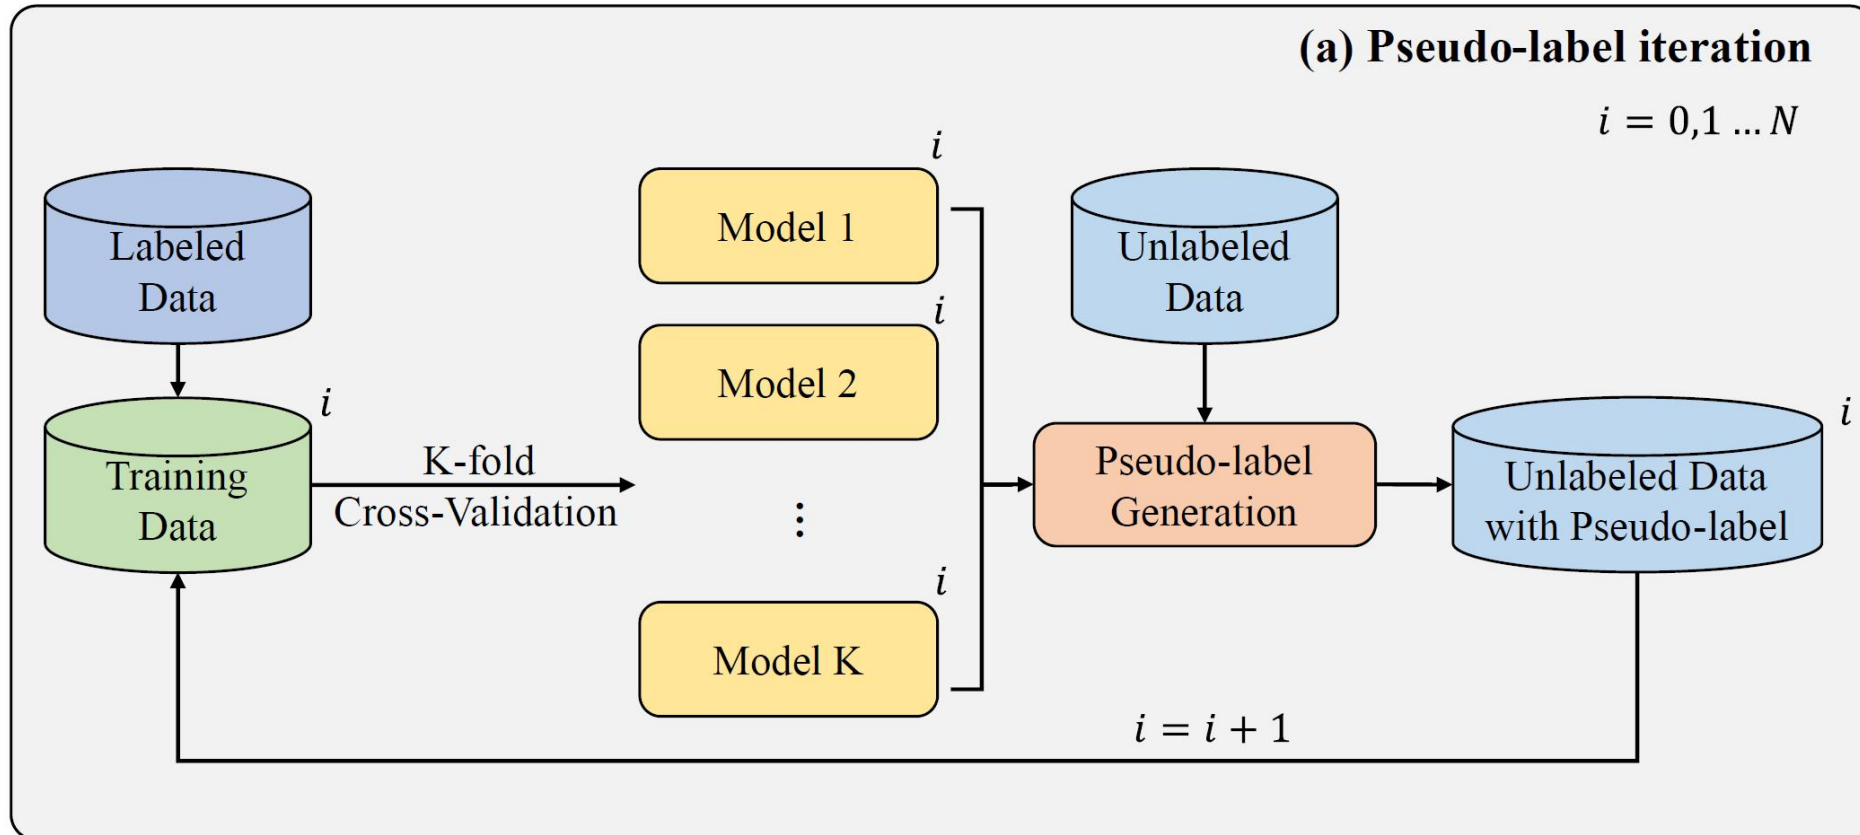 (a) Pseudo-label iteration
i = 0,1 ... N
Labeled
Data
Training
Data
i
K-fold
Cross-Validation
i
Model 1
i
Model 2
⋮
i
Model K
Unlabeled
Data
Pseudo-label
Generation
i
Unlabeled Data
with Pseudo-label
i = i + 1